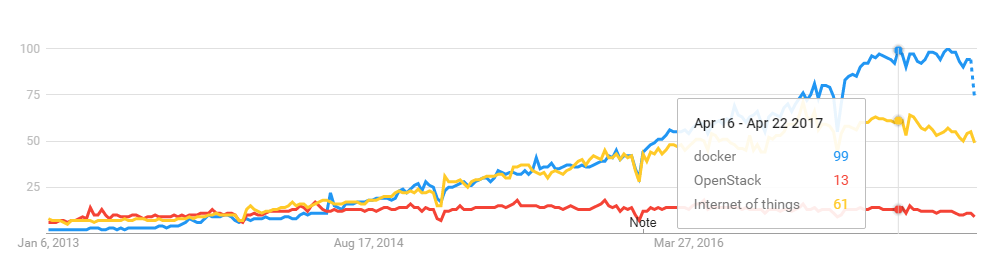 100
75
50
25
Apr 16 - Apr 22 2017
docker 99
OpenStack 13
Internet of things 61
Note
Jan 6, 2013 Aug 17, 2014 Mar 27, 2016